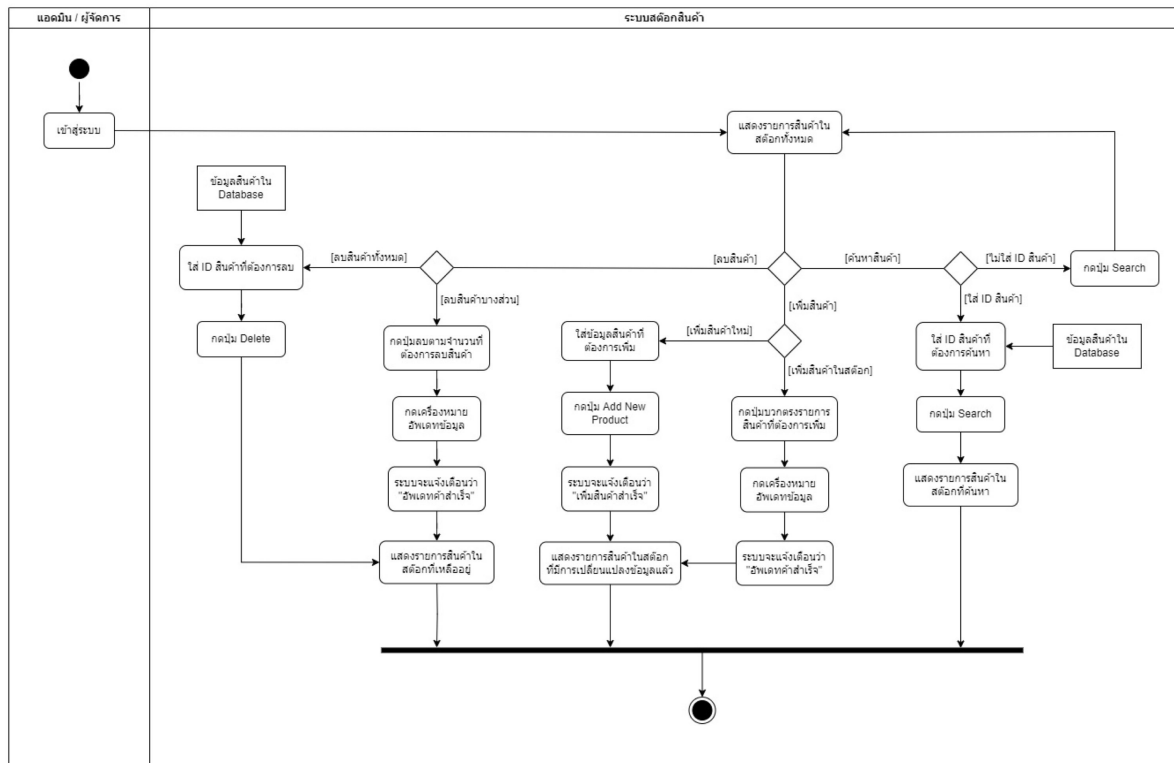 แอดมิน / ผู้จัดการ
ระบบสต๊อกสินค้า
เข้าสู่ระบบ
แสดงรายการสินค้าใน
สต๊อกทั้งหมด
ข้อมูลสินค้าใน
Database
ใส่ ID สินค้าที่ต้องการลบ
[ลบสินค้าทั้งหมด]
[ลบสินค้า]
[ค้นหาสินค้า]
[ไม่ใส่ ID สินค้า]
กดปุ่ม Search
[ลบสินค้าบางส่วน]
[เพิ่มสินค้า]
[ใส่ ID สินค้า]
กดปุ่ม Delete
กดปุ่มลบตามจำนวนที่
ต้องการลบสินค้า
ใส่ข้อมูลสินค้าที่
ต้องการเพิ่ม
[เพิ่มสินค้าใหม่]
ใส่ ID สินค้าที่
ต้องการค้นหา
ข้อมูลสินค้าใน
Database
[เพิ่มสินค้าในสต๊อก]
กดเครื่องหมาย
อัพเดทข้อมูล
กดปุ่ม Add New
Product
กดปุ่มบวกตรงรายการ
สินค้าที่ต้องการเพิ่ม
กดปุ่ม Search
ระบบจะแจ้งเตือนว่า
"อัพเดทค้าสำเร็จ"
ระบบจะแจ้งเตือนว่า
"เพิ่มสินค้าสำเร็จ"
กดเครื่องหมาย
อัพเดทข้อมูล
แสดงรายการสินค้าใน
สต๊อกที่ค้นหา
แสดงรายการสินค้าใน
สต๊อกที่เหลืออยู่
แสดงรายการสินค้าในสต๊อก
ที่มีการเปลี่ยนแปลงข้อมูลแล้ว
ระบบจะแจ้งเตือนว่า
"อัพเดทค้าสำเร็จ"